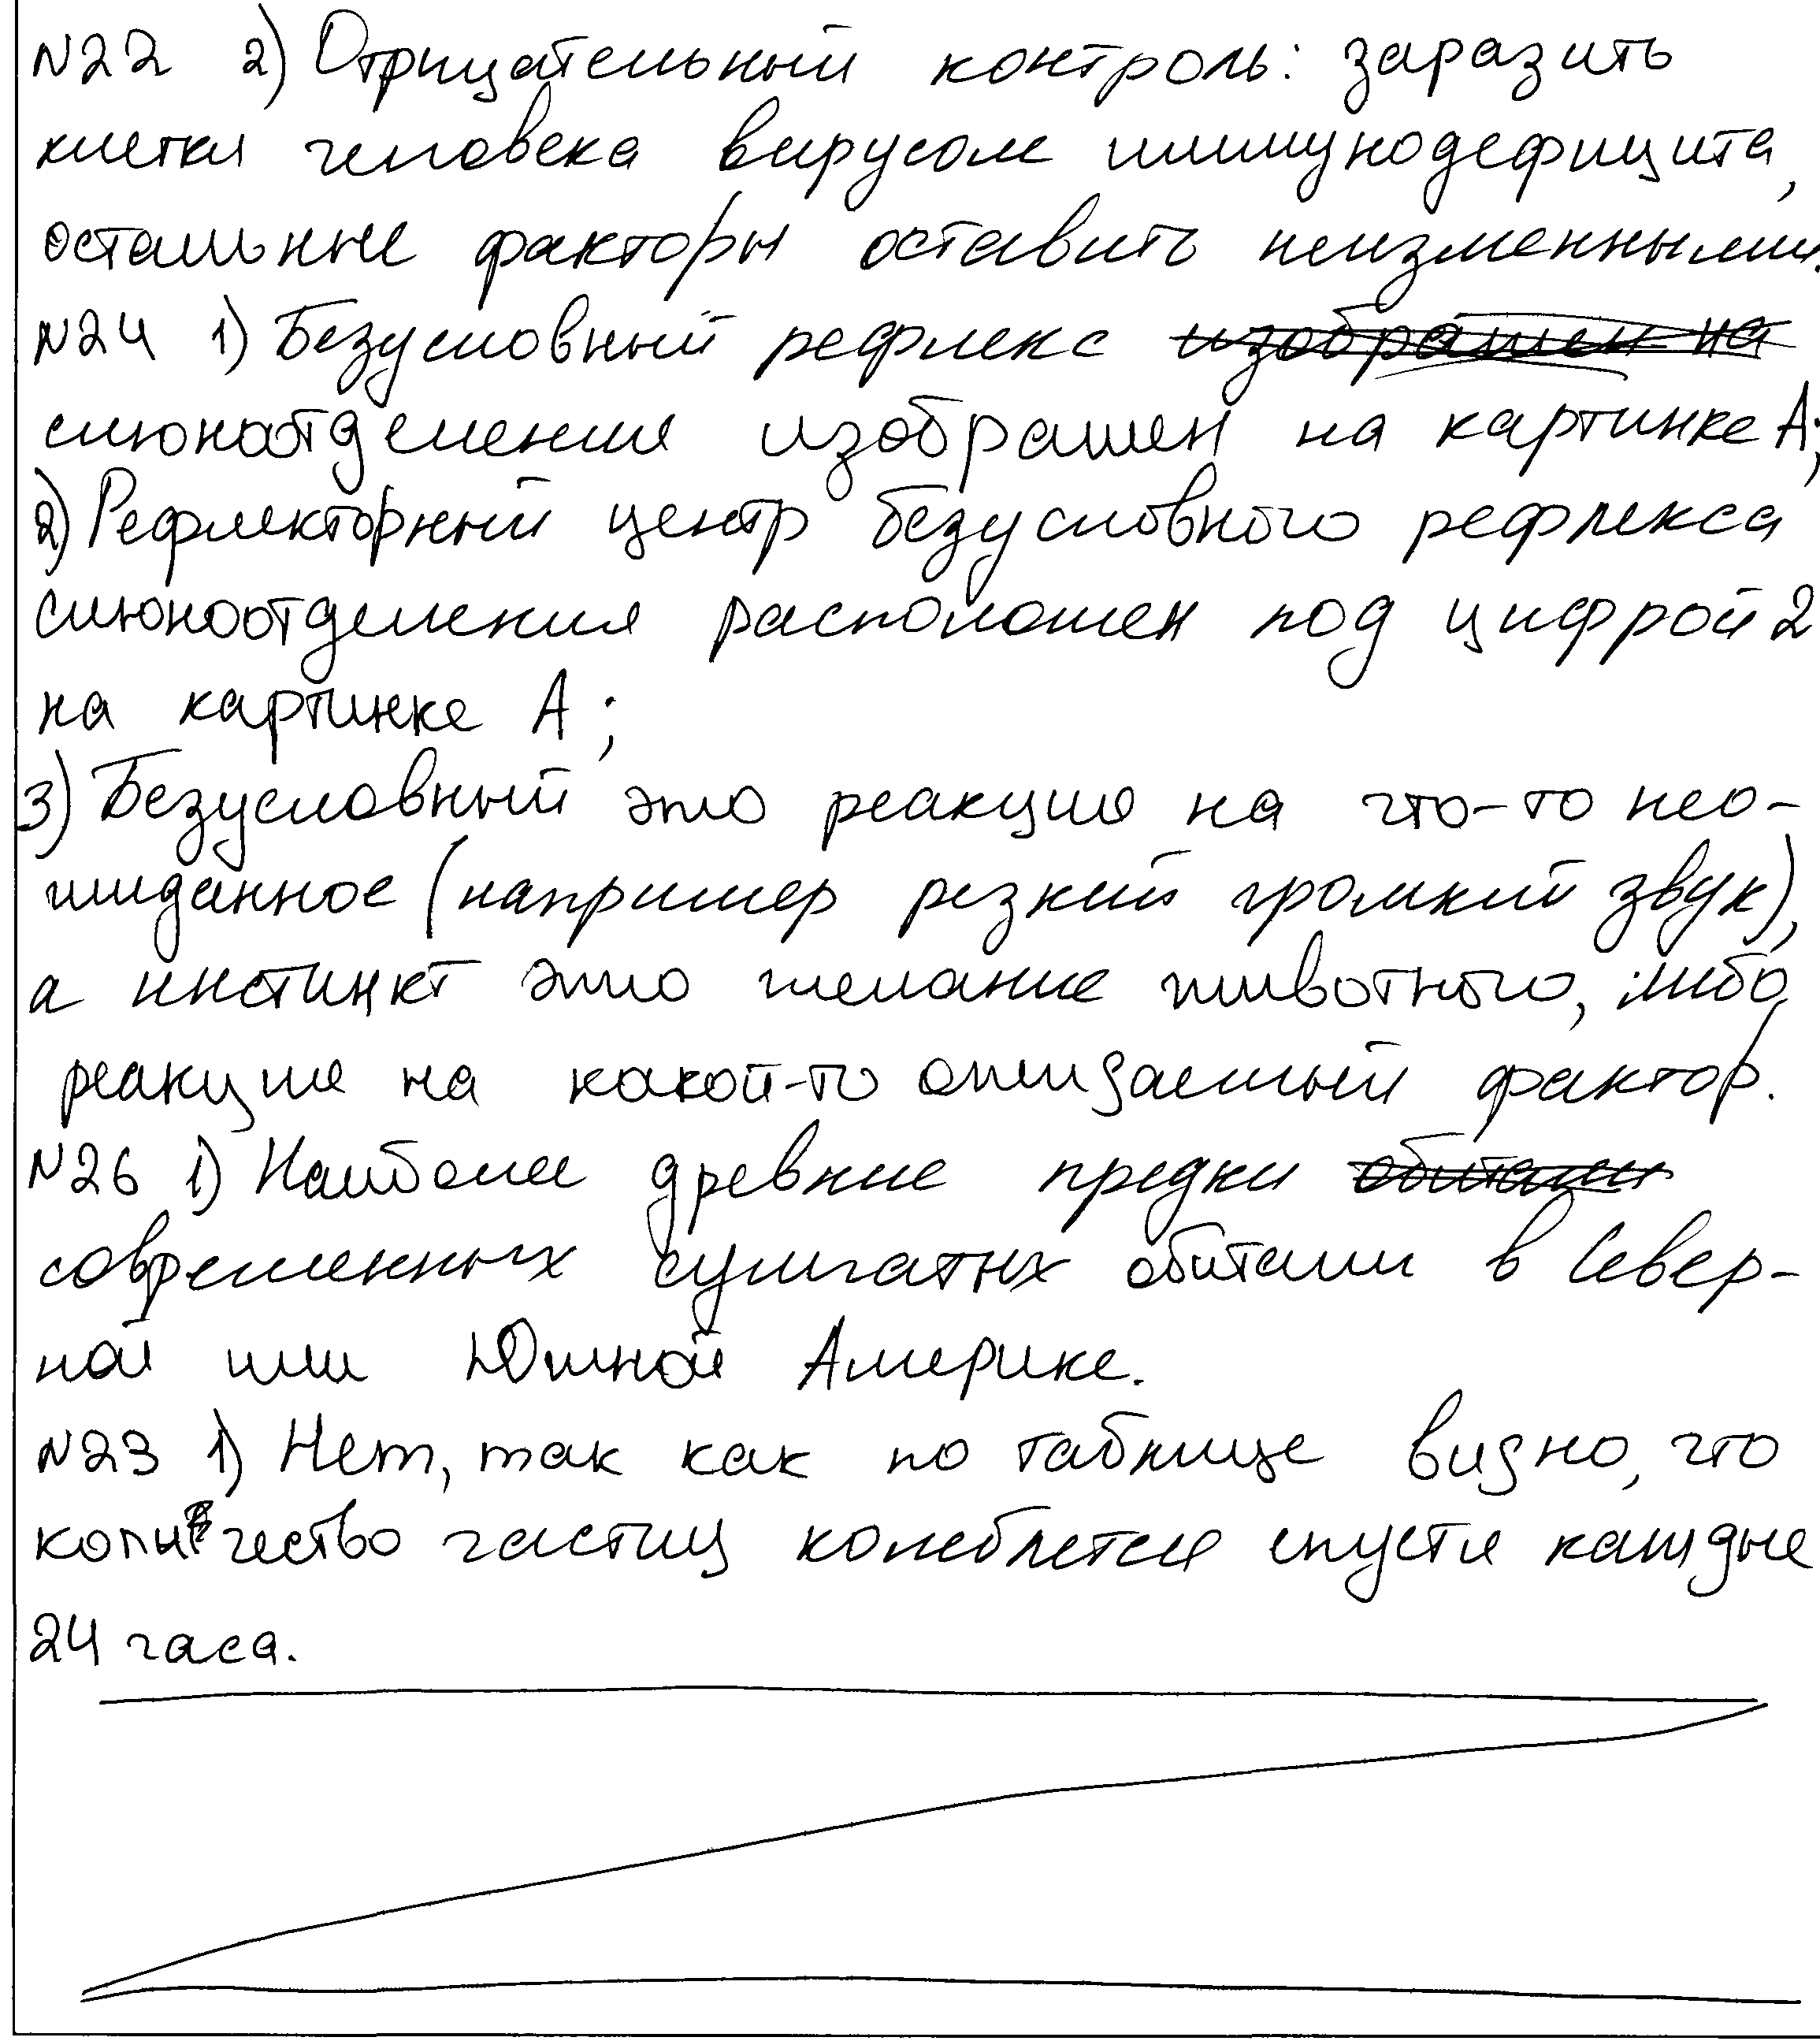 N22 2) Отрицательный контроль: заразить
клетки человека вирусом иммунодефицита,
остальные факторы оставить неизменными.
N24 1) Безусловный рефлекс изображен на
слюноотделения изображен на картинке А;
2) Рефлекторный центр безусловного рефлекса
слюноотделения расположен под цифрой 2
на картинке А;
3) Безусловный это реакция на что-то нео-
жиданное (например резкий громкий звук),
а инстинкт это желание животного, либо
реакция на какой-то ожидаемый фактор.
N26 1) Наиболее древние предки обитали
современных сумчатых обитали в Север-
ной или Южной Америке.
N23 1) Нет, так как по таблице видно, что
количество частиц колеблется спустя каждые
24 часа.